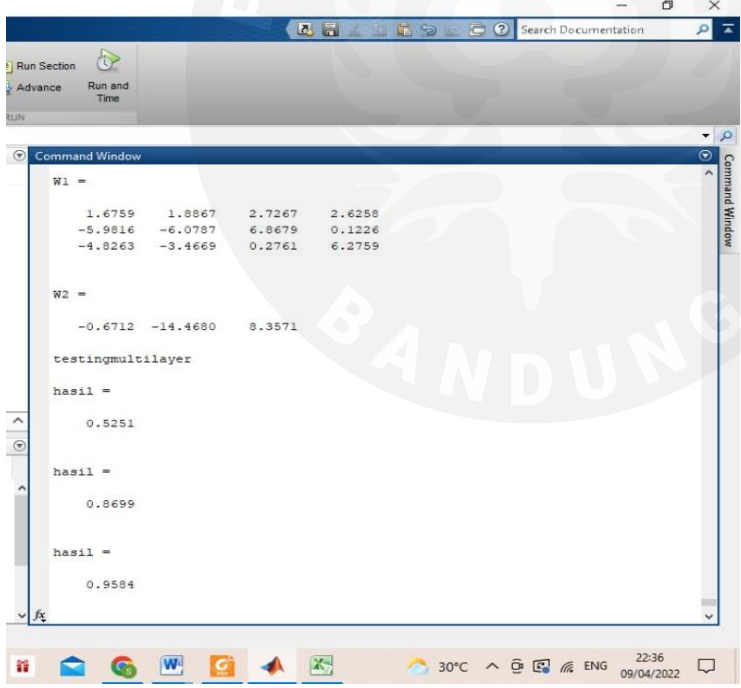 Search Documentation
Run Section
Advance
Run and
Time
RUN
Command Window
W1 =
1.6759 1.8867 2.7267 2.6258
-5.9816 -6.0787 6.8679 0.1226
-4.8263 -3.4669 0.2761 6.2759
W2 =
-0.6712 -14.4680 8.3571
testingmultilayer
hasil =
0.5251
hasil =
0.8699
hasil =
0.9584
fx
Command Window
BANDUNG
30°C ENG 22:36
09/04/2022